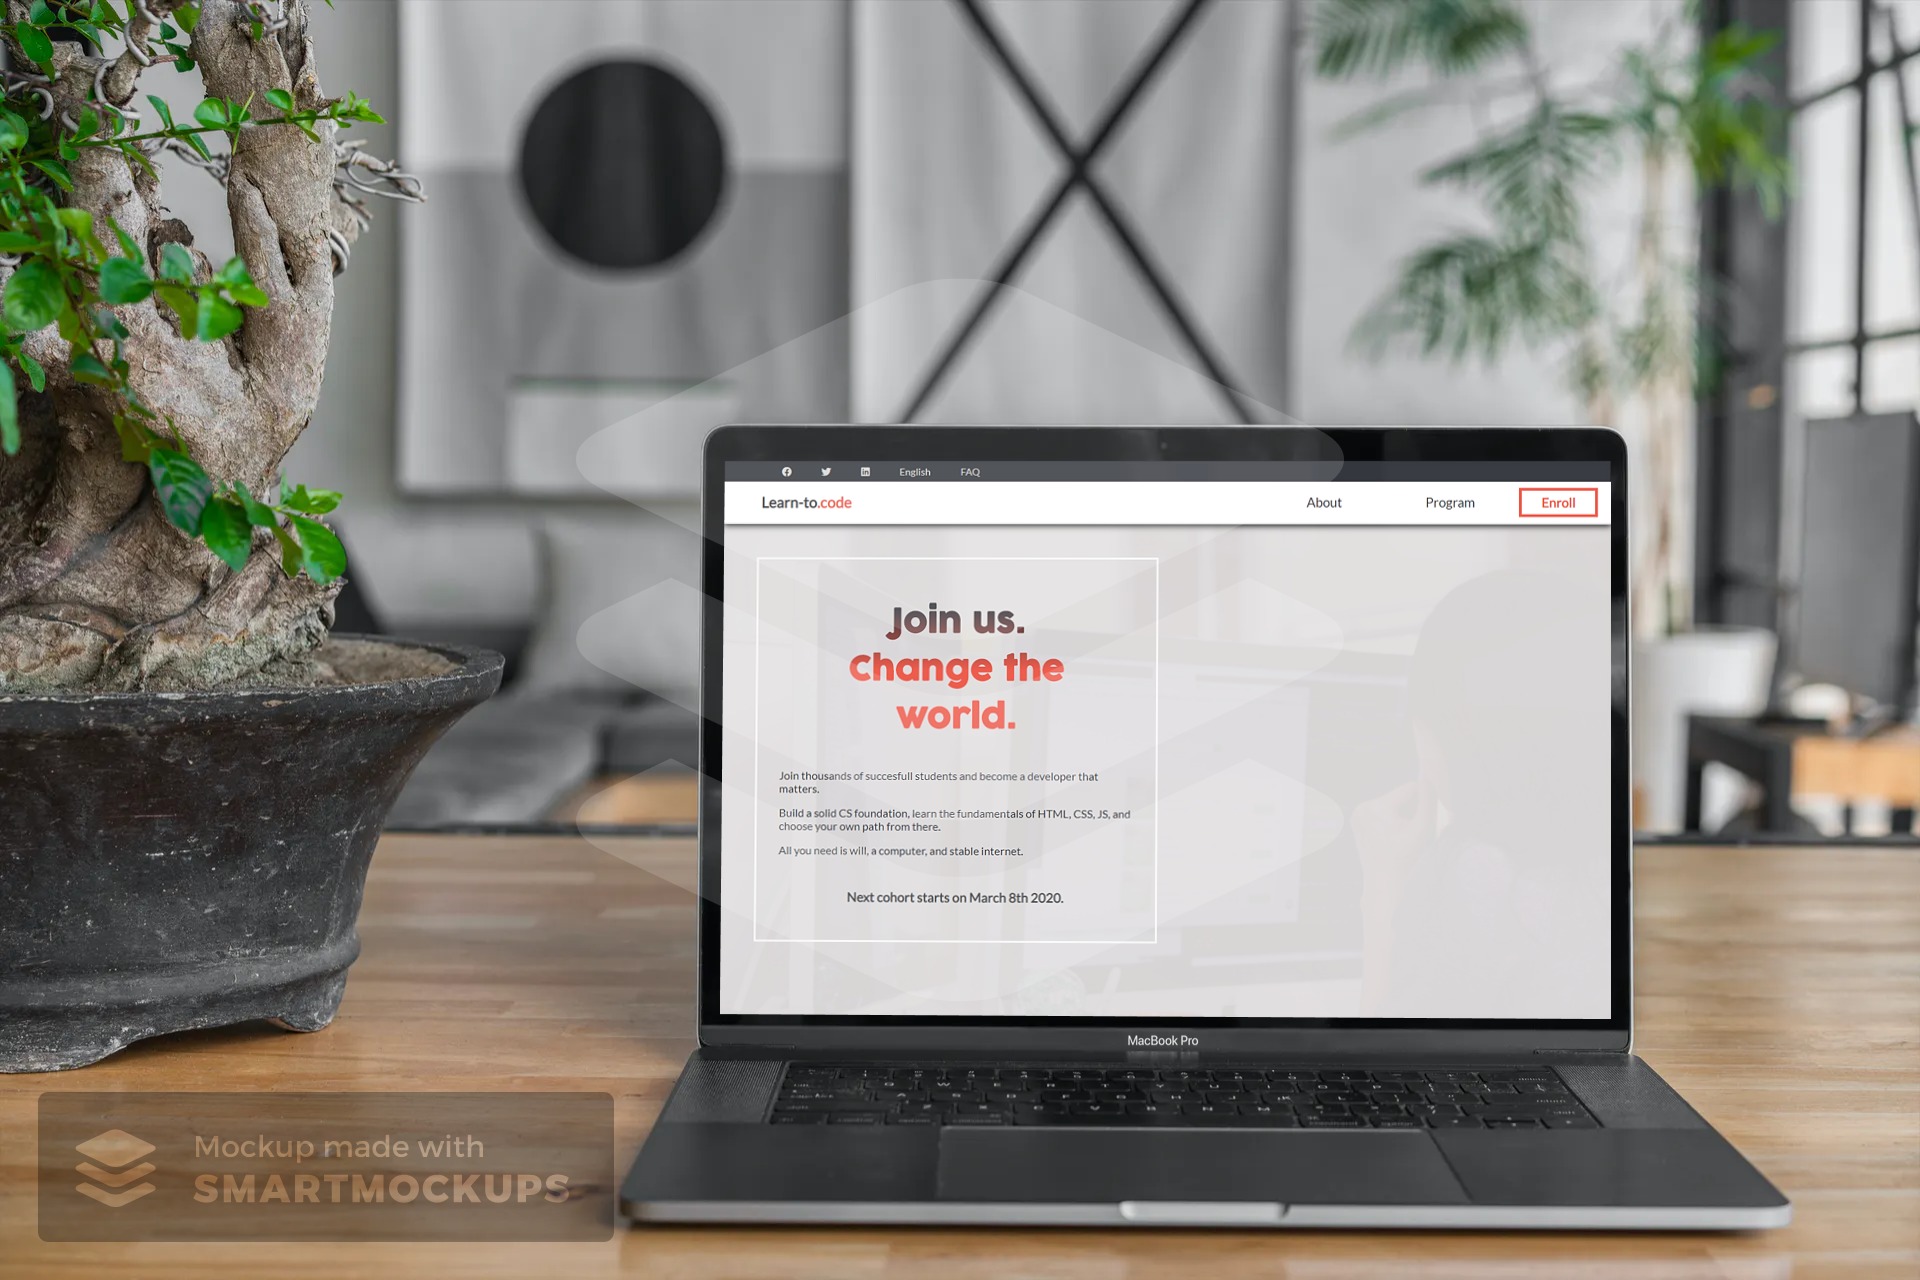 English FAQ
Learn-to.code About Program Enroll
Join us.
Change the
world.
Join thousands of succesfull students and become a developer that
matters.
Build a solid CS foundation, learn the fundamentals of HTML, CSS, JS, and
choose your own path from there.
All you need is will, a computer, and stable internet.
Next cohort starts on March 8th 2020.
MacBook Pro
Mockup made with
SMARTMOCKUPS